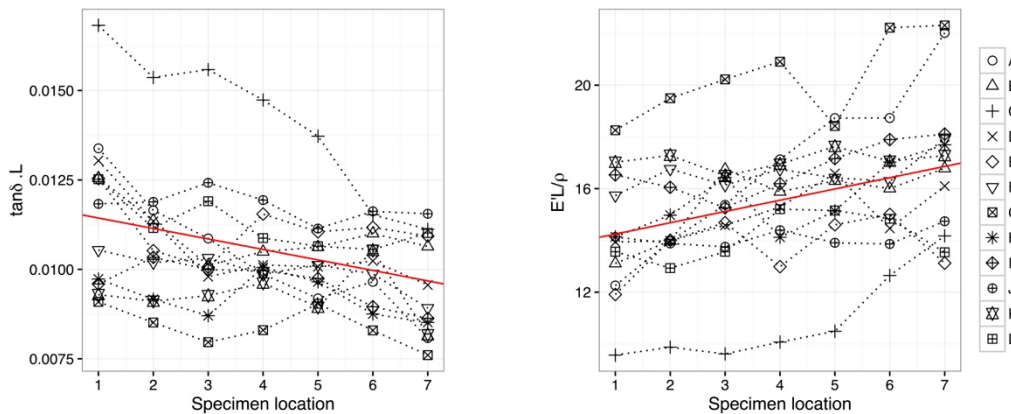 0.0150
0.0125
0.0100
0.0075
tanδ .L
1 2 3 4 5 6 7
Specimen location
20
16
12
E'L/ρ
1 2 3 4 5 6 7
Specimen location